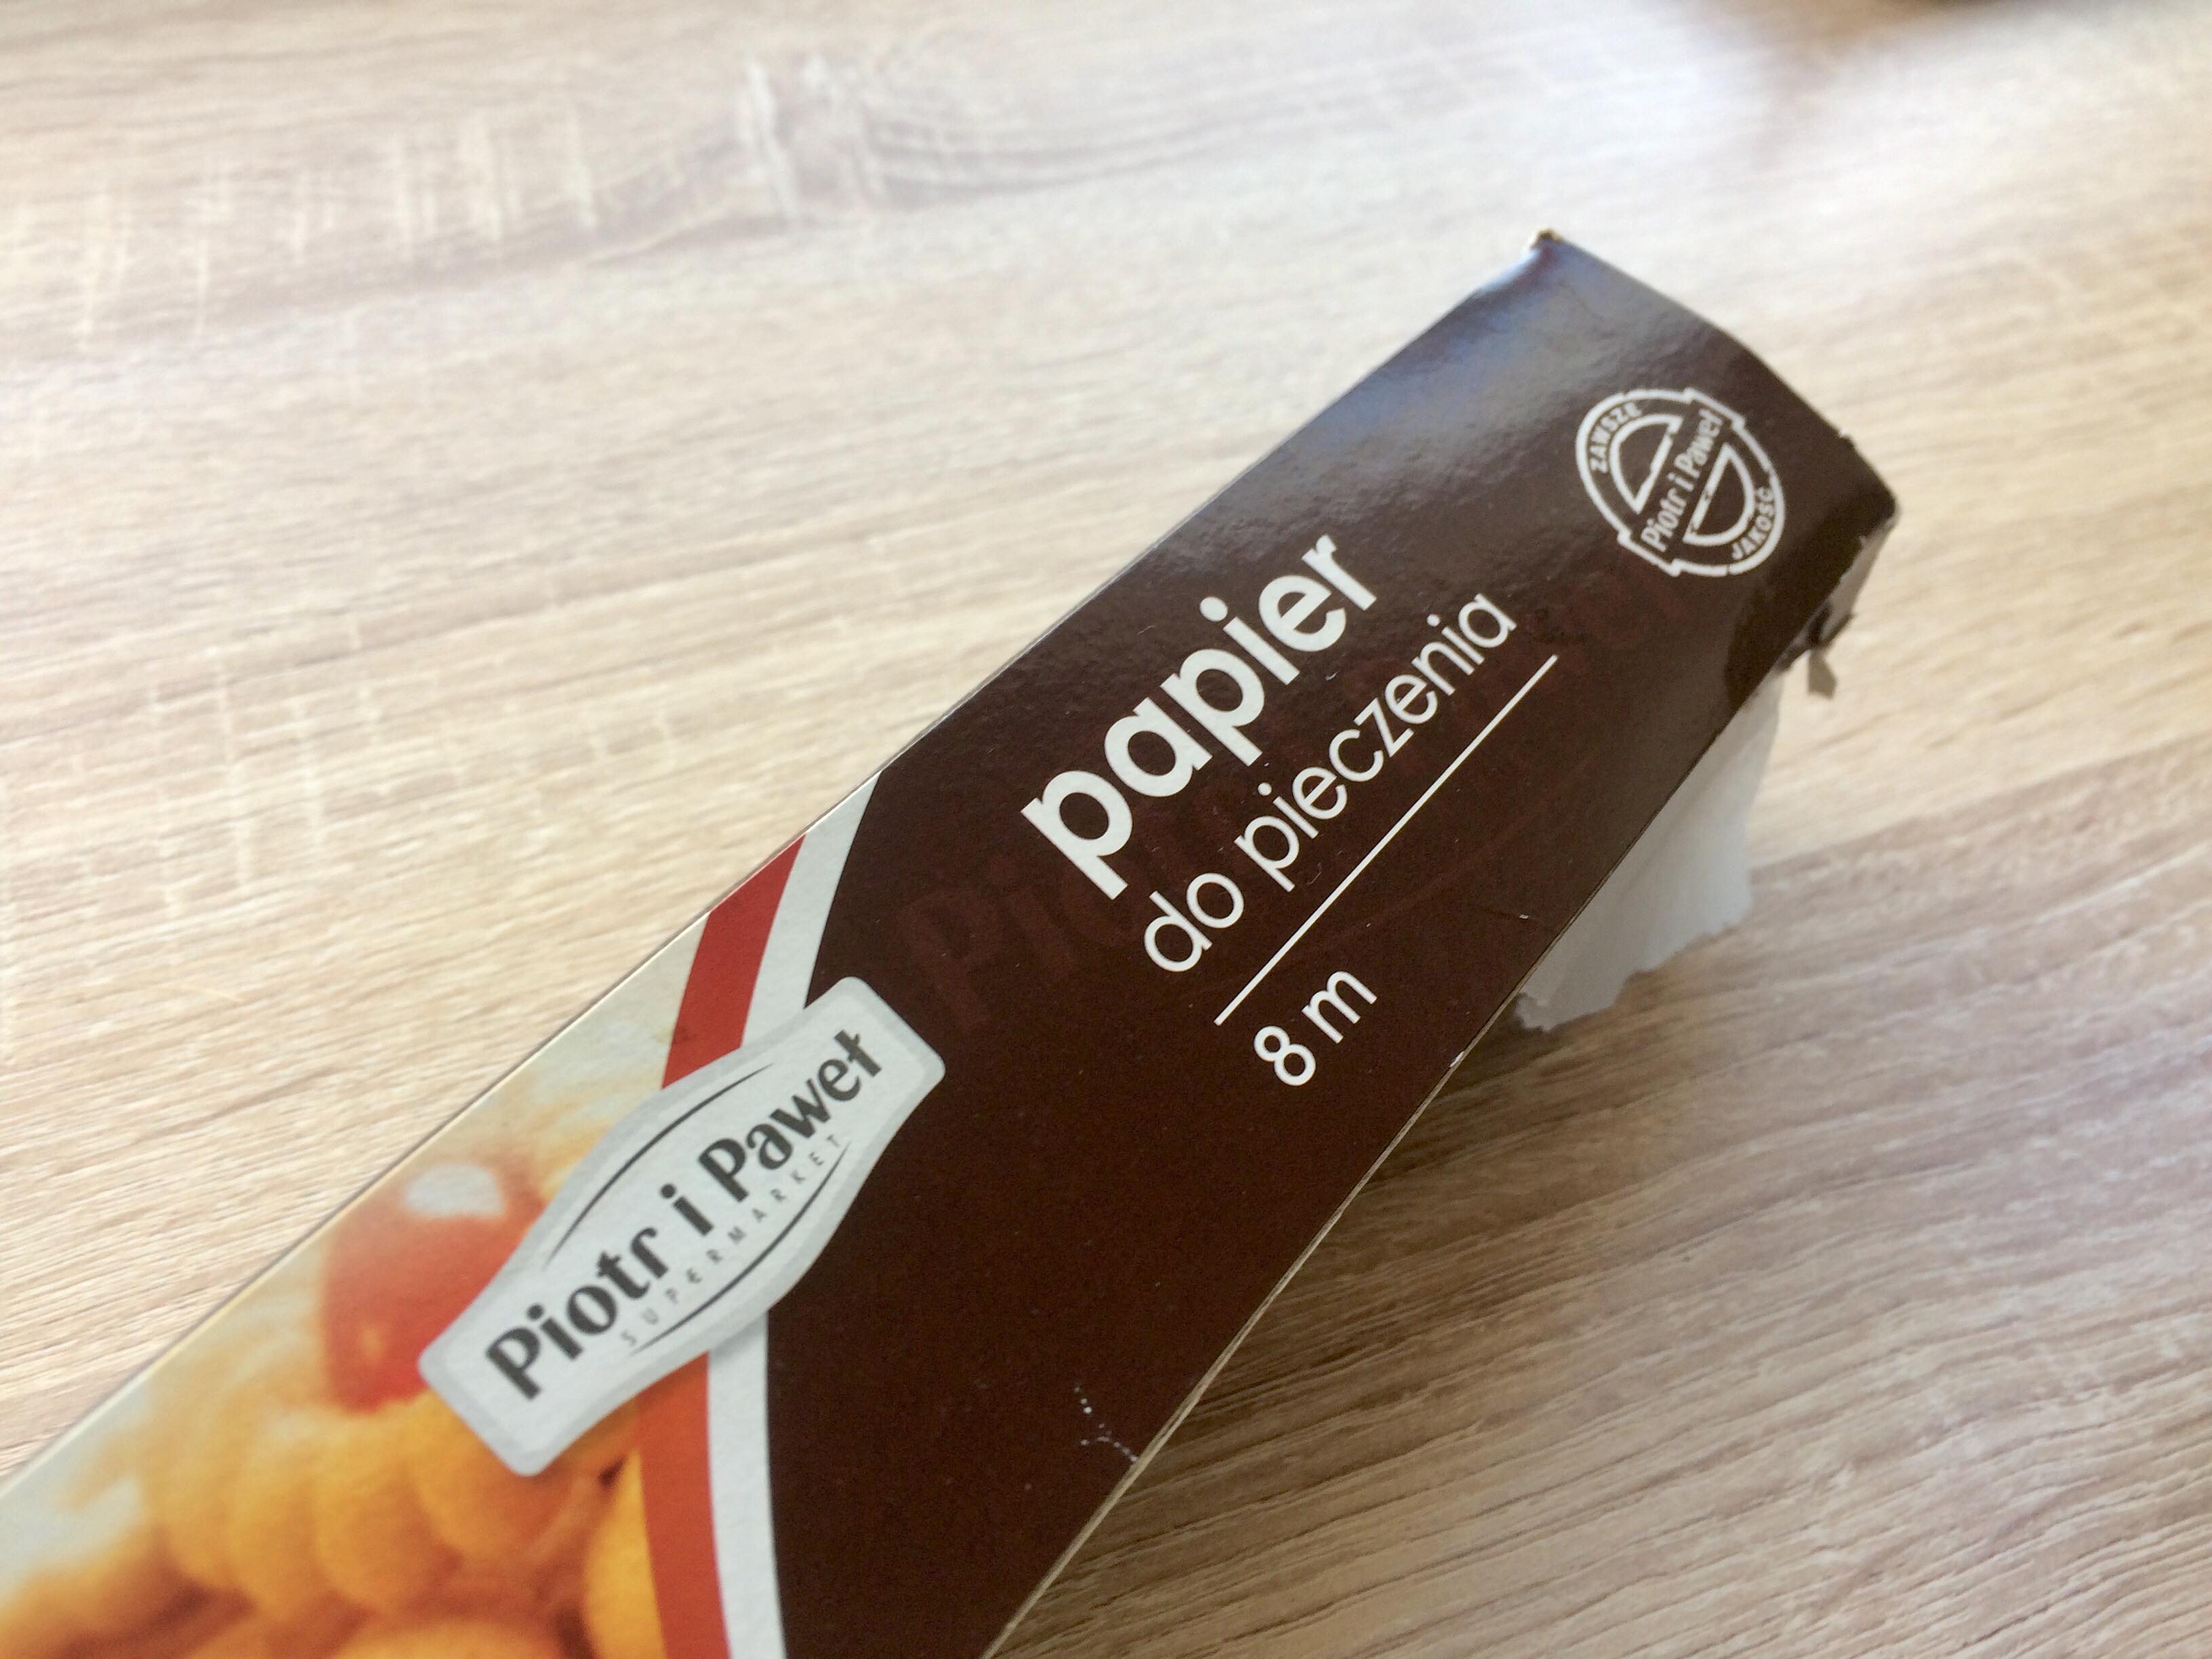 papier
do pieczenia
8 m
Piotr i Paweł
SUPERMARKET
ZAWSZE
Piotr i Paweł
JAKOŚĆ